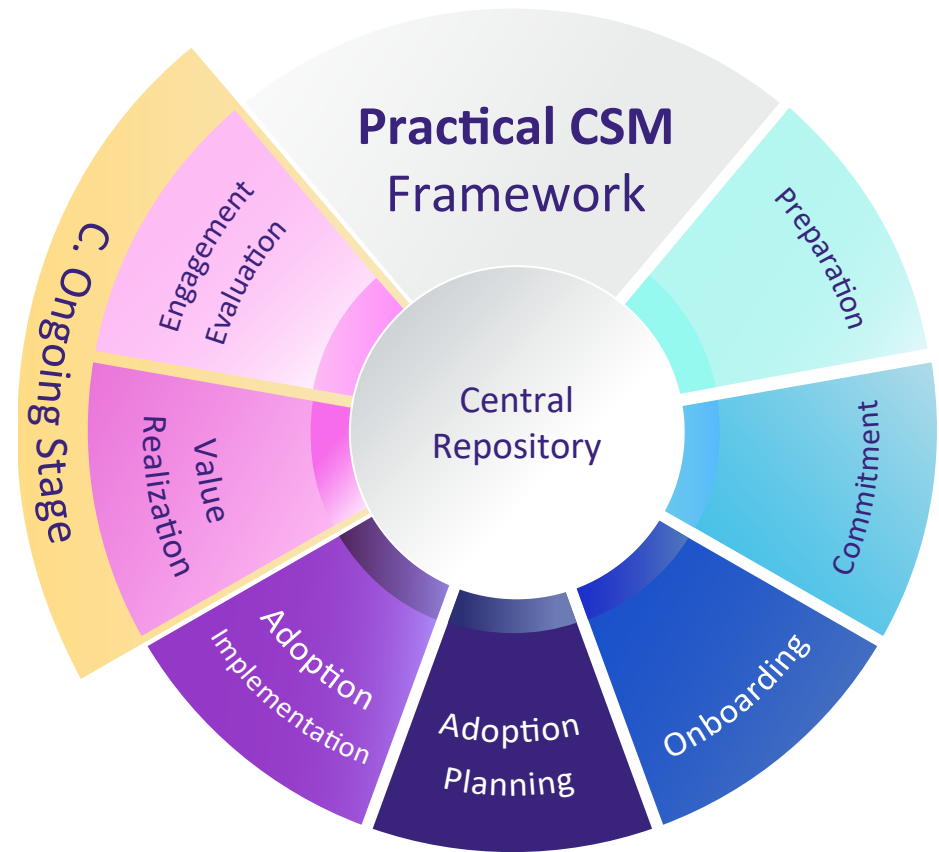 Practical CSM
Framework
Preparation
Commitment
Onboarding
Adoption
Planning
Adoption
Implementation
Value
Realization
Engagement
Evaluation
C. Ongoing Stage
Central
Repository